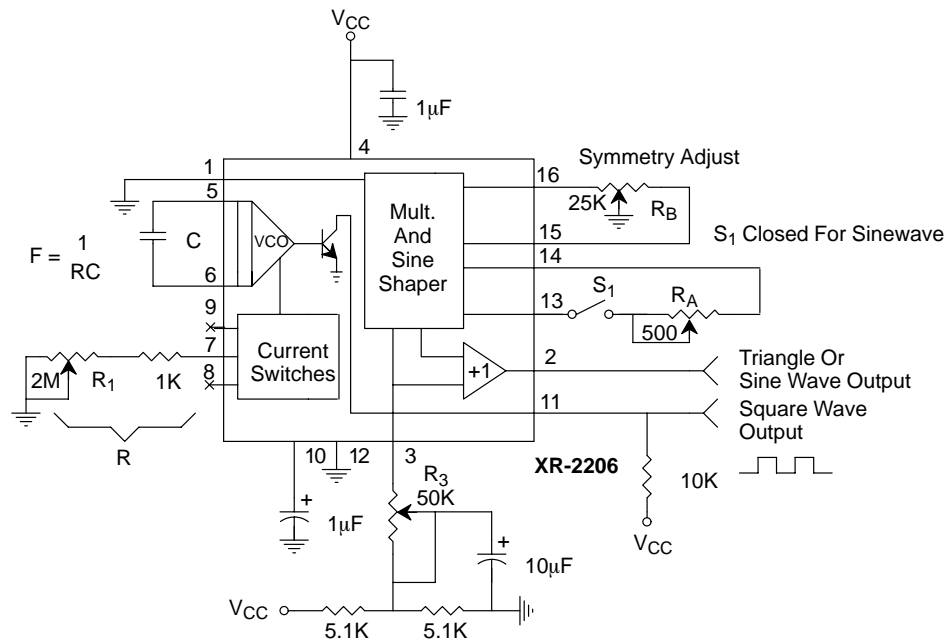 VCC
1µF
4
1
16
Symmetry Adjust
5
25K
RB
Mult.
And
Sine
Shaper
C
VCO
15
S1 Closed For Sinewave
F = 1
RC
14
6
13
S1
RA
500
9
7
Current
Switches
2M
R1
1K
8
+1
2
Triangle Or
Sine Wave Output
11
Square Wave
Output
R
10
12
3
XR-2206
R3
50K
10K
1µF
VCC
10µF
VCC
5.1K
5.1K